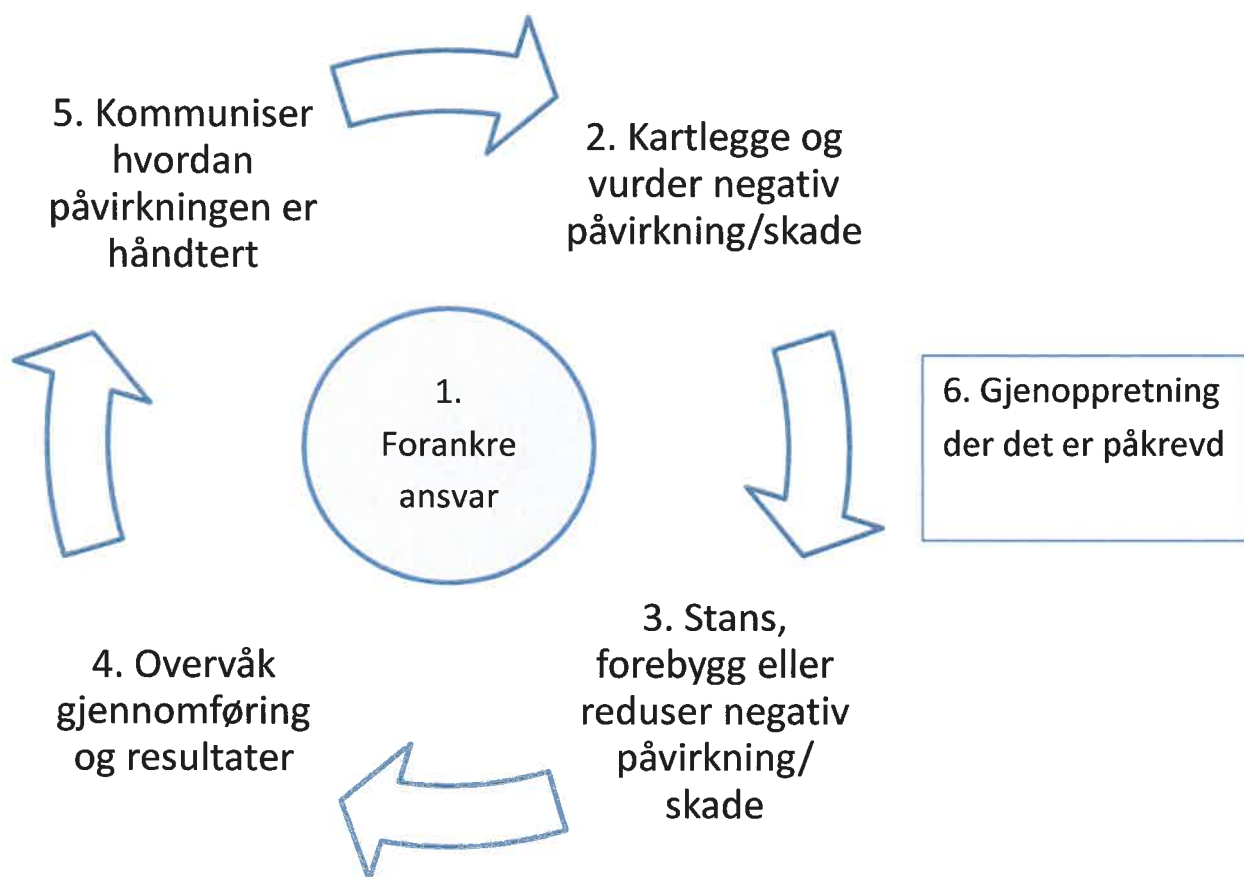 5. Kommuniser
hvordan
påvirkningen er
håndtert
2. Kartlegge og
vurder negativ
påvirkning/skade
1.
Forankre
ansvar
6. Gjenoppretning
der det er påkrevd
3. Stans,
forebygg eller
reduser negativ
påvirkning/
skade
4. Overvåk
gjennomføring
og resultater